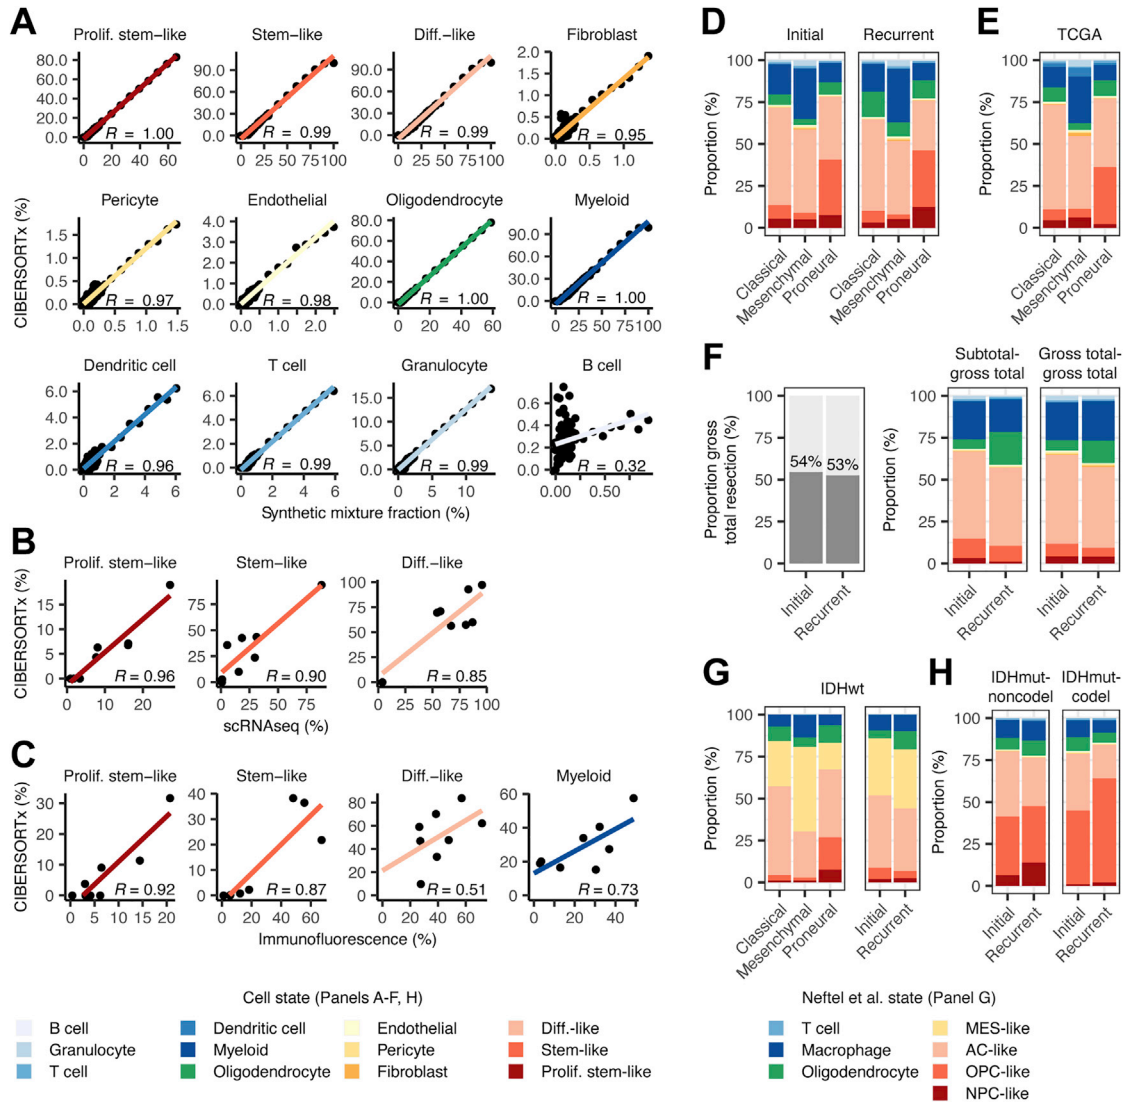 A
Prolif. stem−like
Stem−like
Diff.−like
Fibroblast
80.0
60.0
40.0
20.0
0.0
R = 1.00
0 20 40 60
90.0
60.0
30.0
0.0
R = 0.99
0 25 50 75 100
90.0
60.0
30.0
0.0
R = 0.99
0 25 50 75 100
2.0
1.5
1.0
0.5
0.0
R = 0.95
0.0 0.5 1.0
CIBERSORTx (%)
Pericyte
Endothelial
Oligodendrocyte
Myeloid
1.5
1.0
0.5
0.0
R = 0.97
0.0 0.5 1.0 1.5
4.0
3.0
2.0
1.0
0.0
R = 0.98
0.0 1.0 2.0
80.0
60.0
40.0
20.0
0.0
R = 1.00
0 20 40 60
90.0
60.0
30.0
0.0
R = 1.00
0 25 50 75 100
Dendritic cell
T cell
Granulocyte
B cell
6.0
4.0
2.0
0.0
R = 0.96
0 2 4 6
6.0
4.0
2.0
0.0
R = 0.99
0 2 4 6
15.0
10.0
5.0
0.0
R = 0.99
0 5 10
0.6
0.4
0.2
0.0
R = 0.32
0.00 0.50
Synthetic mixture fraction (%)
B
Prolif. stem−like
Stem−like
Diff.−like
CIBERSORTx (%)
15
10
5
0
R = 0.96
0 20
75
50
25
0
R = 0.90
0 25 50 75
100
75
50
25
0
R = 0.85
0 25 50 75 100
scRNAseq (%)
C
Prolif. stem−like
Stem−like
Diff.−like
Myeloid
CIBERSORTx (%)
30
20
10
0
R = 0.92
0 5 10 15 20
40
30
20
10
0
R = 0.87
0 20 40 60
80
60
40
20
0
R = 0.51
0 20 40 60
60
40
20
0
R = 0.73
0 20 40
Immunofluorescence (%)
D
Initial
Recurrent
Proportion (%)
100
75
50
25
0
Classical
Mesenchymal
Proneural
Classical
Mesenchymal
Proneural
E
TCGA
Proportion (%)
100
75
50
25
0
Classical
Mesenchymal
Proneural
F
Proportion gross
total resection (%)
100
75
50
25
0
54%
53%
Initial
Recurrent
Subtotal-
gross total
Gross total-
gross total
Proportion (%)
100
75
50
25
0
Initial
Recurrent
Initial
Recurrent
G
IDHwt
Proportion (%)
100
75
50
25
0
Classical
Mesenchymal
Proneural
Initial
Recurrent
H
IDHmut-
noncodel
IDHmut-
codel
Proportion (%)
100
75
50
25
0
Initial
Recurrent
Initial
Recurrent
Cell state (Panels A-F, H)
B cell
Granulocyte
T cell
Dendritic cell
Myeloid
Oligodendrocyte
Endothelial
Pericyte
Fibroblast
Diff.-like
Stem-like
Prolif. stem-like
Neftel et al. state (Panel G)
T cell
Macrophage
Oligodendrocyte
MES-like
AC-like
OPC-like
NPC-like